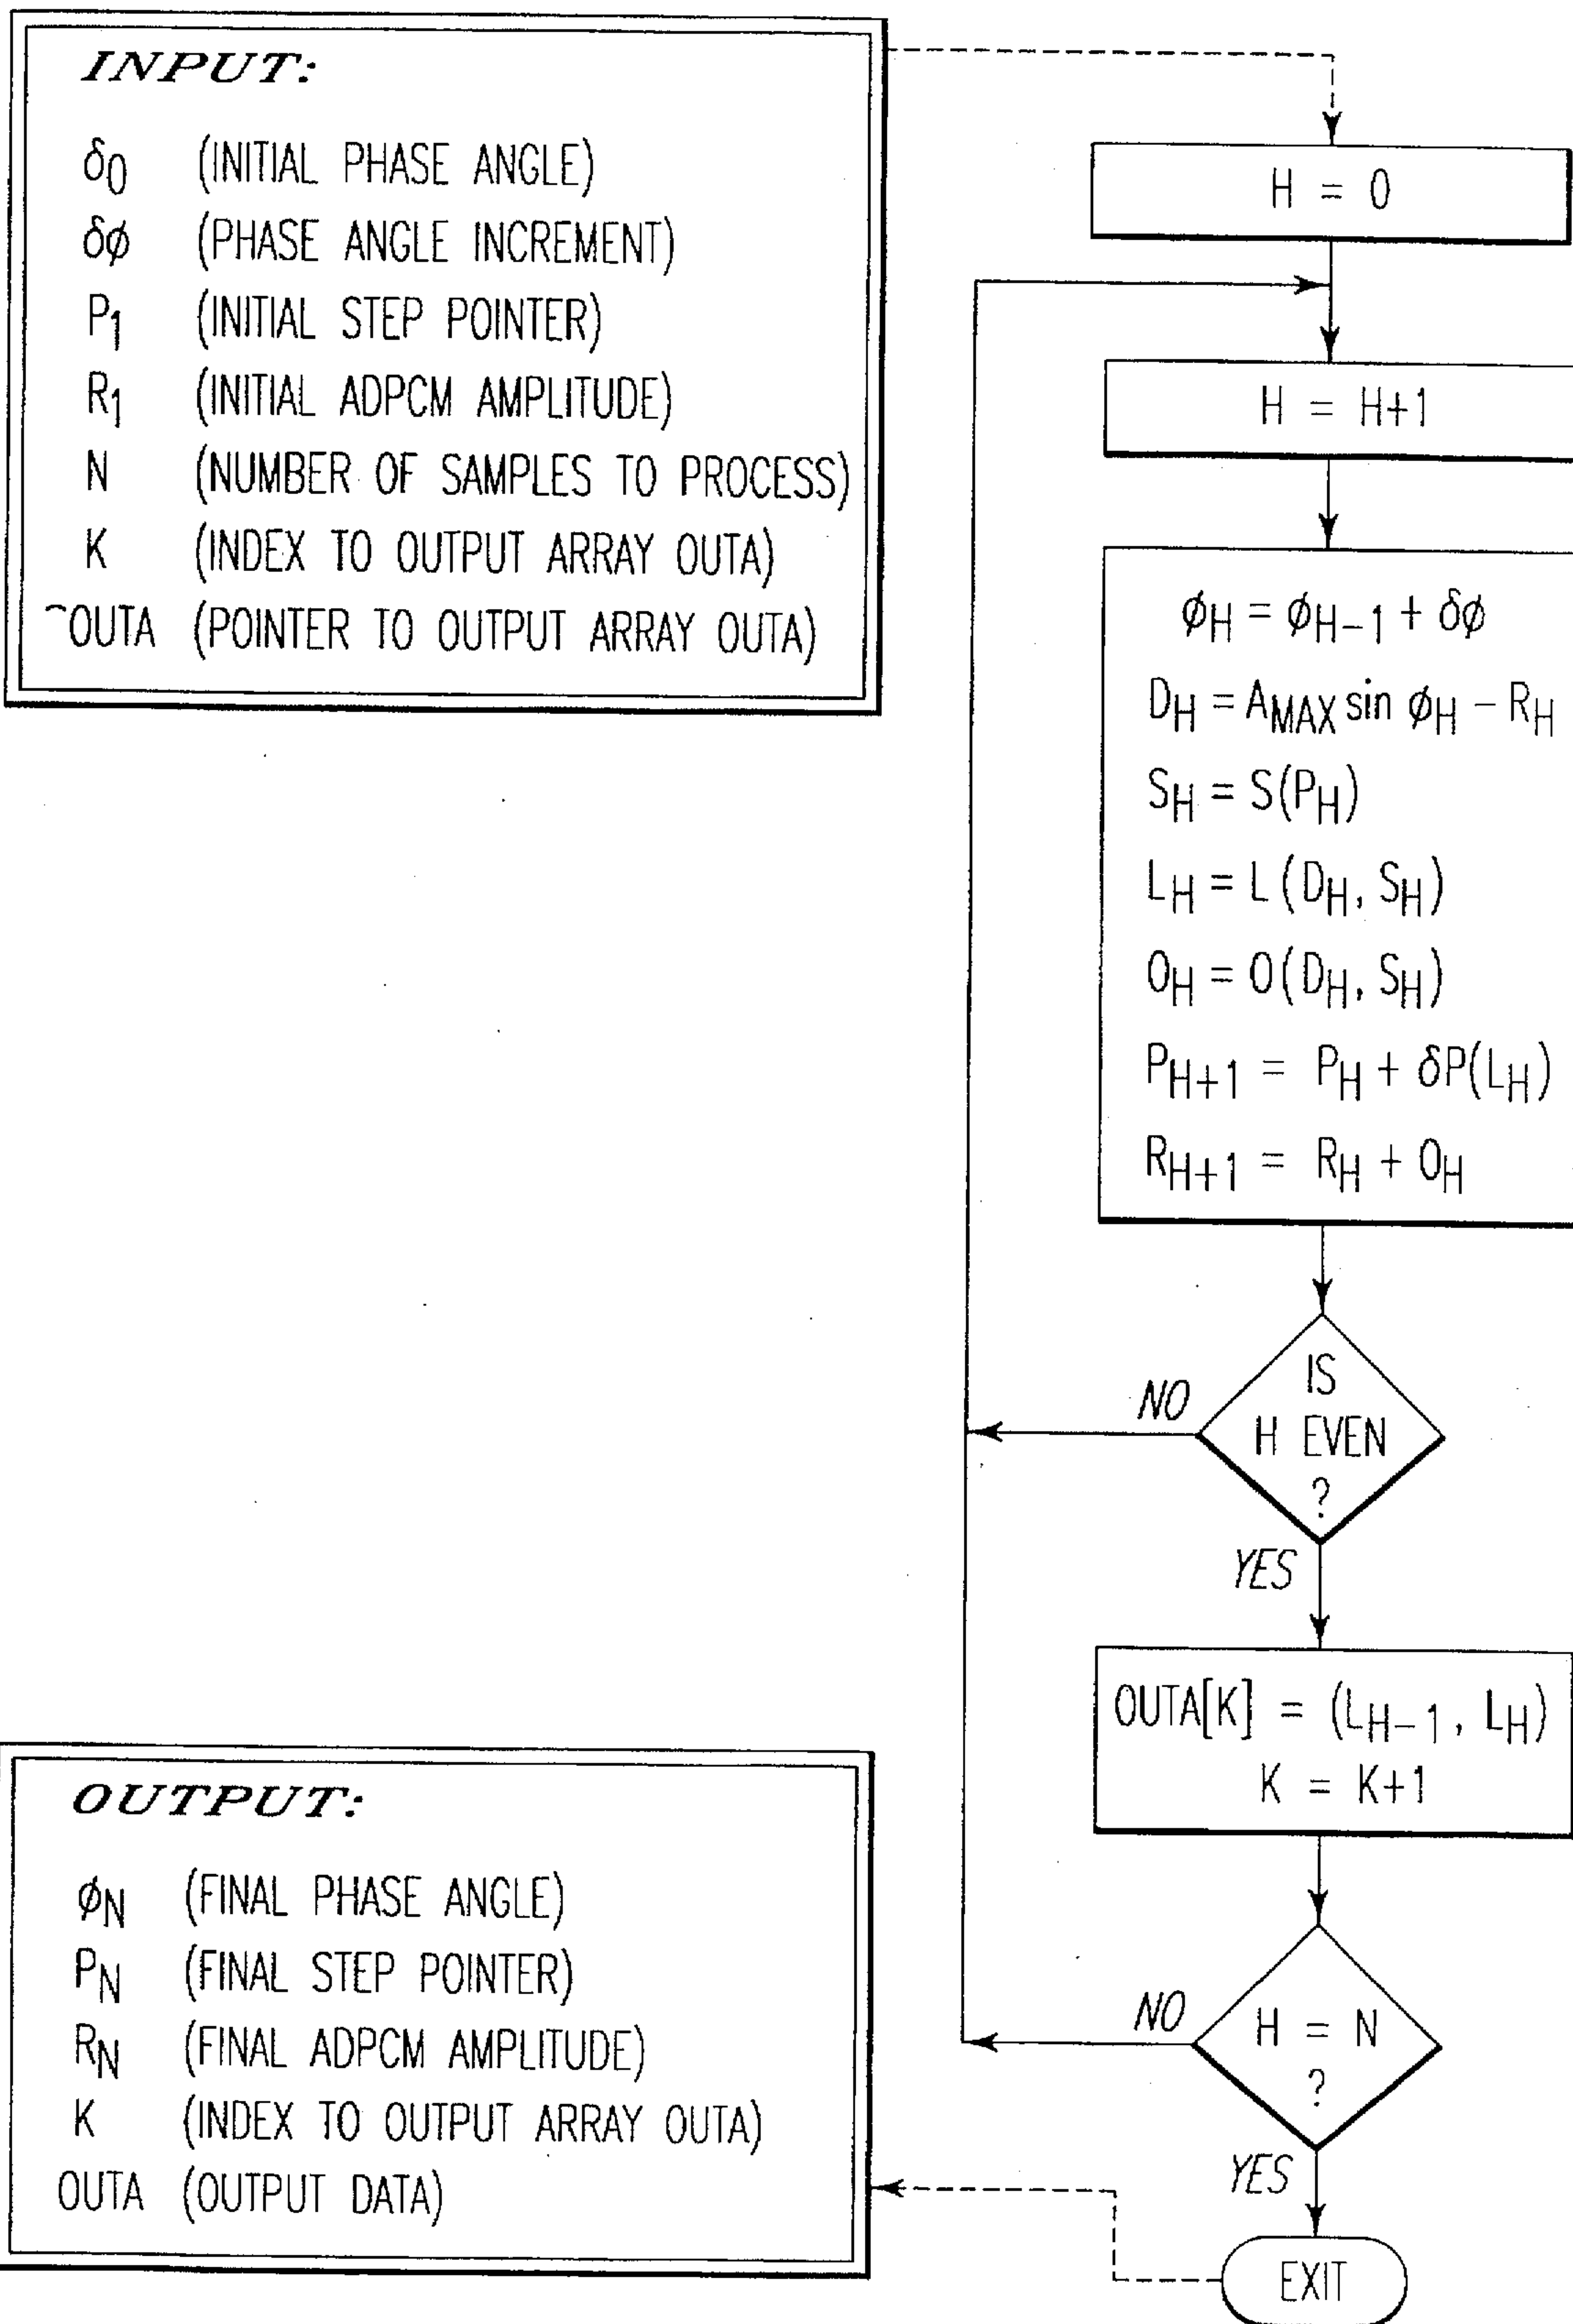 INPUT:
δ0 (INITIAL PHASE ANGLE)
δϕ (PHASE ANGLE INCREMENT)
P1 (INITIAL STEP POINTER)
R1 (INITIAL ADPCM AMPLITUDE)
N (NUMBER OF SAMPLES TO PROCESS)
K (INDEX TO OUTPUT ARRAY OUTA)
~OUTA (POINTER TO OUTPUT ARRAY OUTA)
H = 0
H = H+1
ϕH = ϕH-1 + δϕ
DH = AMAX sin ϕH - RH
SH = S(PH)
LH = L(DH, SH)
OH = O(DH, SH)
PH+1 = PH + δP(LH)
RH+1 = RH + OH
IS
H EVEN
?
NO
YES
OUTA[K] = (LH-1, LH)
K = K+1
H = N
?
NO
YES
EXIT
OUTPUT:
ϕN (FINAL PHASE ANGLE)
PN (FINAL STEP POINTER)
RN (FINAL ADPCM AMPLITUDE)
K (INDEX TO OUTPUT ARRAY OUTA)
OUTA (OUTPUT DATA)